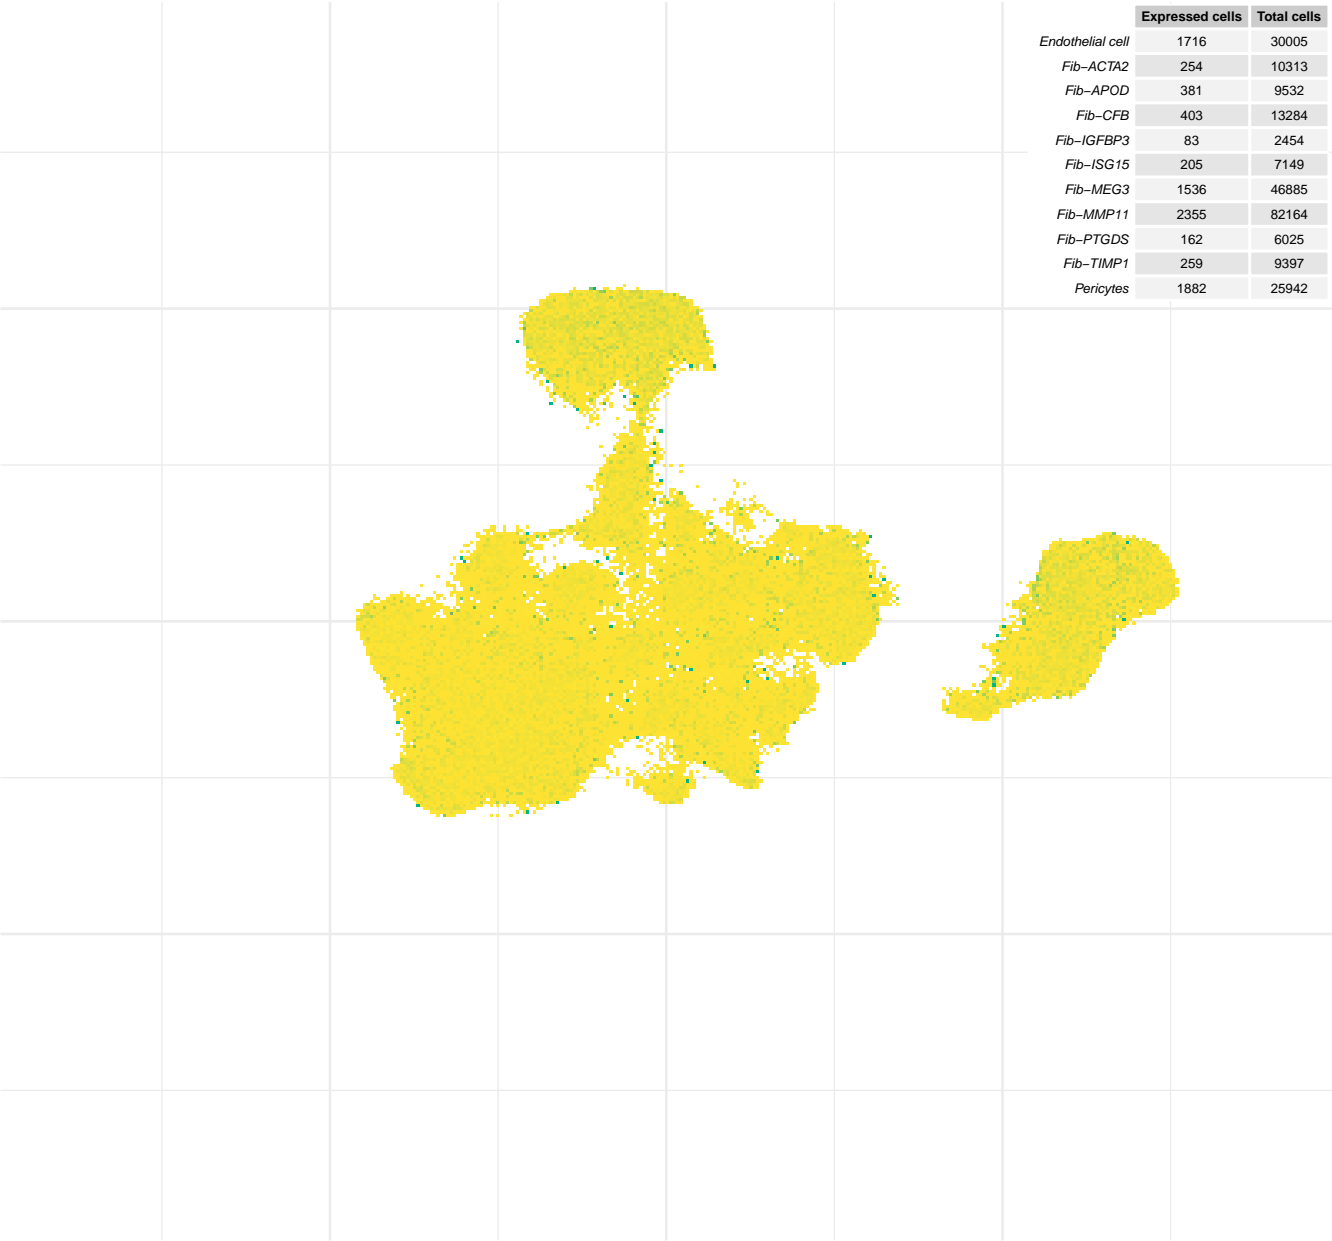 Expressed cells Total cells
Endothelial cell 1716 30005
Fib−ACTA2 254 10313
Fib−APOD 381 9532
Fib−CFB 403 13284
Fib−IGFBP3 83 2454
Fib−ISG15 205 7149
Fib−MEG3 1536 46885
Fib−MMP11 2355 82164
Fib−PTGDS 162 6025
Fib−TIMP1 259 9397
Pericytes 1882 25942